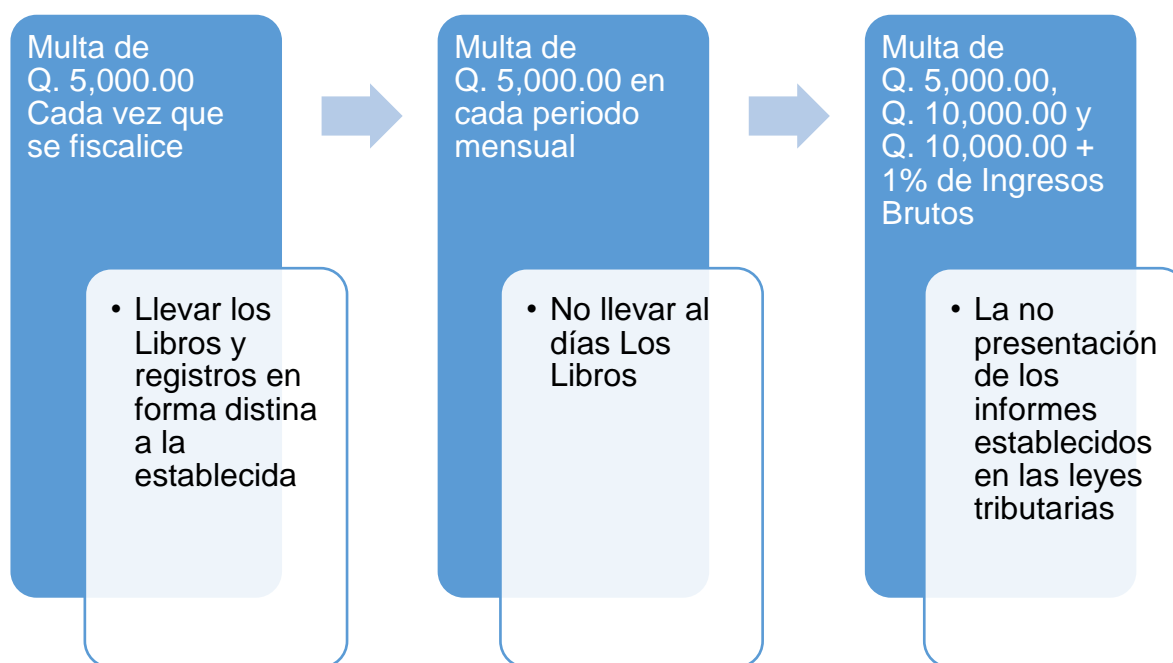 Multa de
Q. 5,000.00
Cada vez que
se fiscalice
• Llevar los
Libros y
registros en
forma distina
a la
establecida
Multa de
Q. 5,000.00 en
cada periodo
mensual
• No llevar al
días Los
Libros
Multa de
Q. 5,000.00,
Q. 10,000.00 y
Q. 10,000.00 +
1% de Ingresos
Brutos
• La no
presentación
de los
informes
establecidos
en las leyes
tributarias